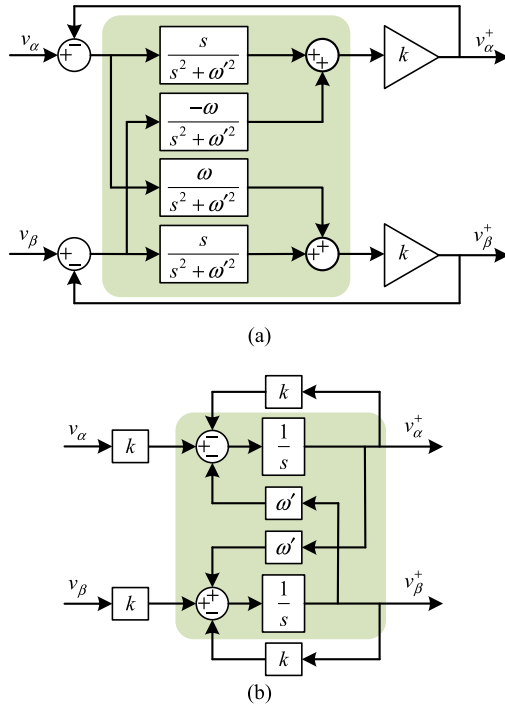 v_α
−
+
s
s² + ω′²
+
+
k
v_α⁺
−ω
s² + ω′²
ω
s² + ω′²
v_β
+
−
s
s² + ω′²
+
+
k
v_β⁺
(a)
k
v_α
k
+
−
−
1
s
v_α⁺
ω′
ω′
v_β
k
+
+
−
1
s
v_β⁺
k
(b)